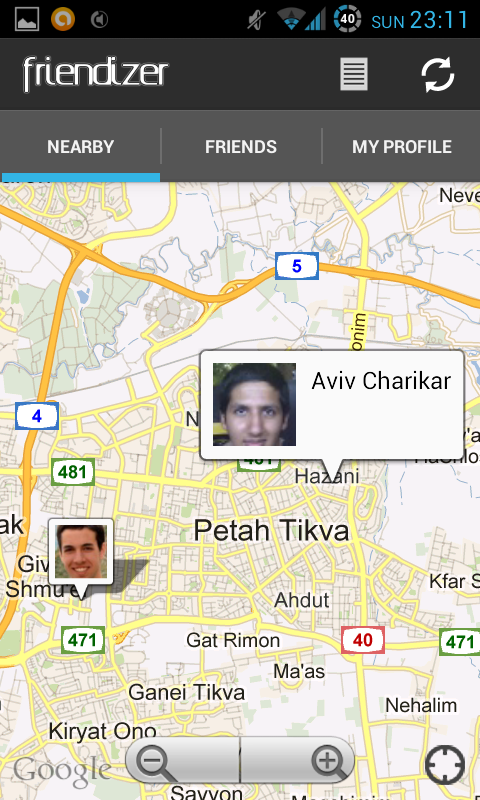 40 SUN 23:11
friendizer
NEARBY FRIENDS MY PROFILE
Neve
5
onim
Aviv Charikar
4
N
481
481
Hazani
ak
Petah Tikva
Giv
Shmu
Kfar S
Ahdut
471
Gat Rimon
40
471
Ma'as
Ganei Tikva
Nehalim
Kiryat Ono
Google
Savyon